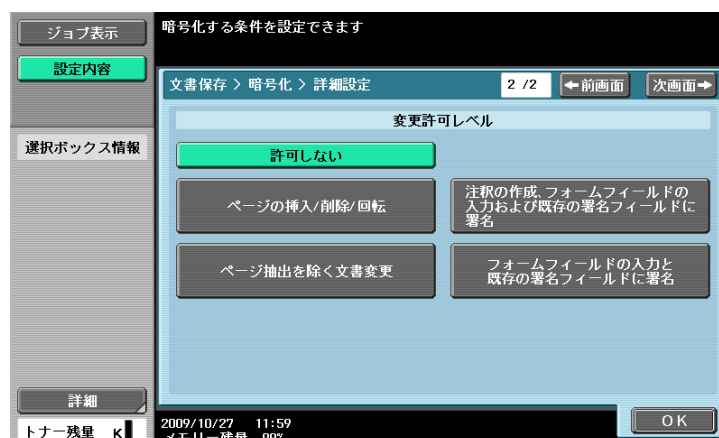 ジョブ表示
設定内容
選択ボックス情報
詳細
トナー残量 K
暗号化する条件を設定できます
文書保存 > 暗号化 > 詳細設定
2 /2
←前画面
次画面→
変更許可レベル
許可しない
ページの挿入/削除/回転
注釈の作成、フォームフィールドの
入力および既存の署名フィールドに
署名
ページ抽出を除く文書変更
フォームフィールドの入力と
既存の署名フィールドに署名
2009/10/27 11:59
メモリー残量 99%
OK